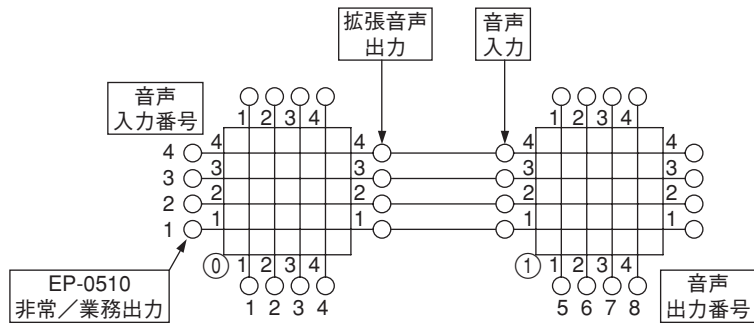 拡張音声
出力
音声
入力
音声
入力番号
1 2 3 4
1 2 3 4
4 4 4 4 4
3 3 3 3 3
2 2 2 2 2
1 1 1 1 1
0 1 2 3 4
1 1 2 3 4
1 2 3 4
5 6 7 8
EP-0510
非常／業務出力
音声
出力番号